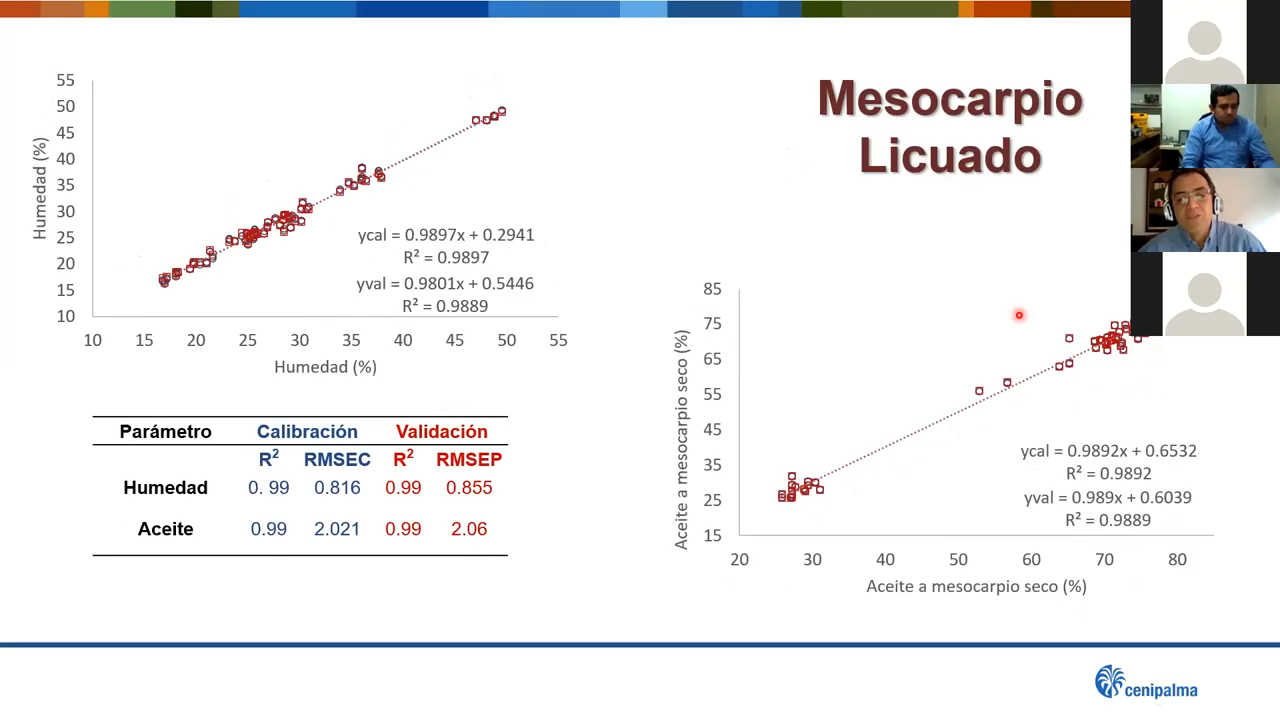 Mesocarpio
Licuado
55
50
45
40
35
30
25
20
15
10
Humedad (%)
ycal = 0.9897x + 0.2941
R² = 0.9897
yval = 0.9801x + 0.5446
R² = 0.9889
10 15 20 25 30 35 40 45 50 55
Humedad (%)
85
75
65
55
45
35
25
15
Aceite a mesocarpio seco (%)
ycal = 0.9892x + 0.6532
R² = 0.9892
yval = 0.989x + 0.6039
R² = 0.9889
20 30 40 50 60 70 80
Aceite a mesocarpio seco (%)
Parámetro Calibración Validación
R² RMSEC R² RMSEP
Humedad 0. 99 0.816 0.99 0.855
Aceite 0.99 2.021 0.99 2.06
cenipalma